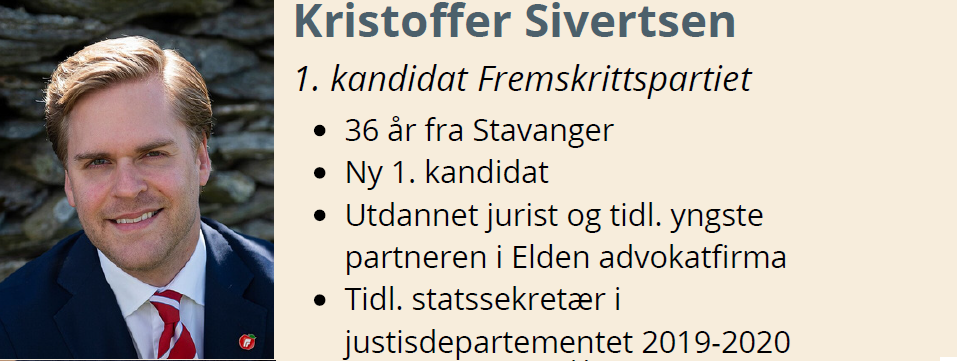 Kristoffer Sivertsen
1. kandidat Fremskrittspartiet
• 36 år fra Stavanger
• Ny 1. kandidat
• Utdannet jurist og tidl. yngste
partneren i Elden advokatfirma
• Tidl. statssekretær i
justisdepartementet 2019-2020